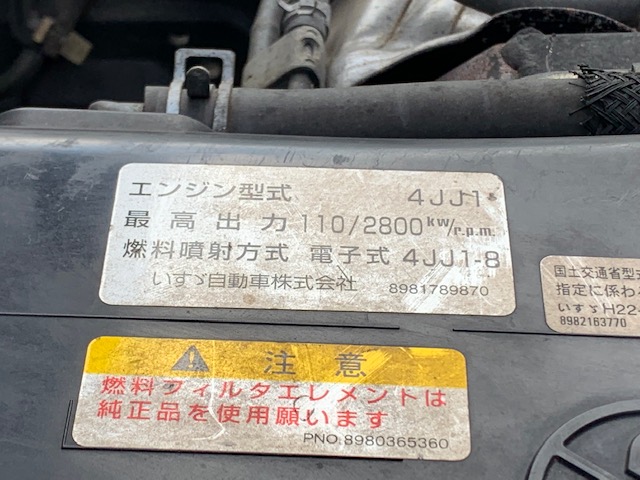 エンジン型式 4JJ1
最高出力 110/2800kw/r.p.m.
燃料噴射方式 電子式 4JJ1-8
いすゞ自動車株式会社 8981789870
国土交通省型式
指定に係わる
いすゞH22-
8982163770
注意
燃料フィルタエレメントは
純正品を使用願います
PNO.8980365360